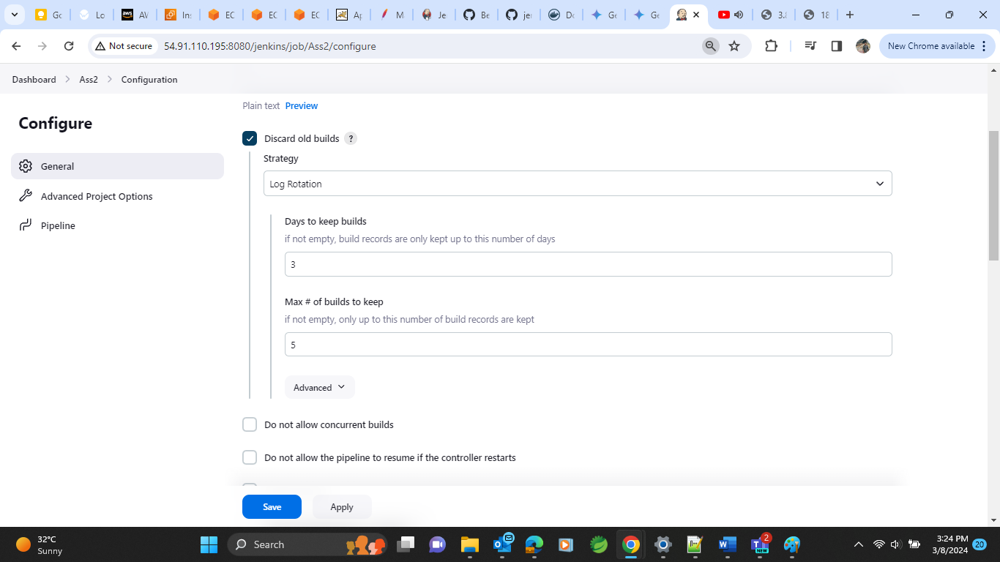 Go
Lo
aws
AV
Ins
EC
EC
EC
Ap
M
Je
Be
jer
Do
Ge
Ge
3.8
18
Not secure
54.91.110.195:8080/jenkins/job/Ass2/configure
New Chrome available
Dashboard
Ass2
Configuration
Configure
General
Advanced Project Options
Pipeline
Plain text Preview
Discard old builds ?
Strategy
Log Rotation
Days to keep builds
if not empty, build records are only kept up to this number of days
3
Max # of builds to keep
if not empty, only up to this number of build records are kept
5
Advanced
Do not allow concurrent builds
Do not allow the pipeline to resume if the controller restarts
Save
Apply
32°C
Sunny
Search
NEW
2
3:24 PM
3/8/2024
20